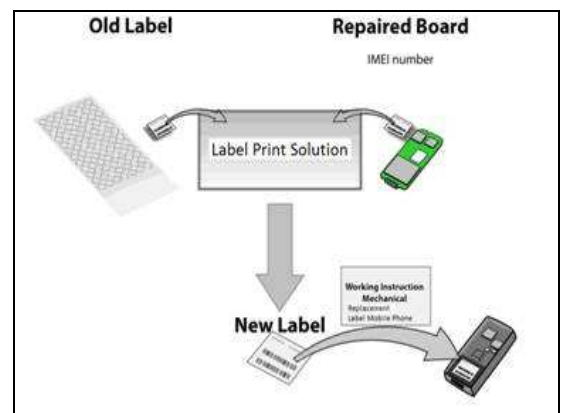 Old Label
Repaired Board
IMEI number
Label Print Solution
Working Instruction
Mechanical
Replacement
Label Mobile Phone
New Label